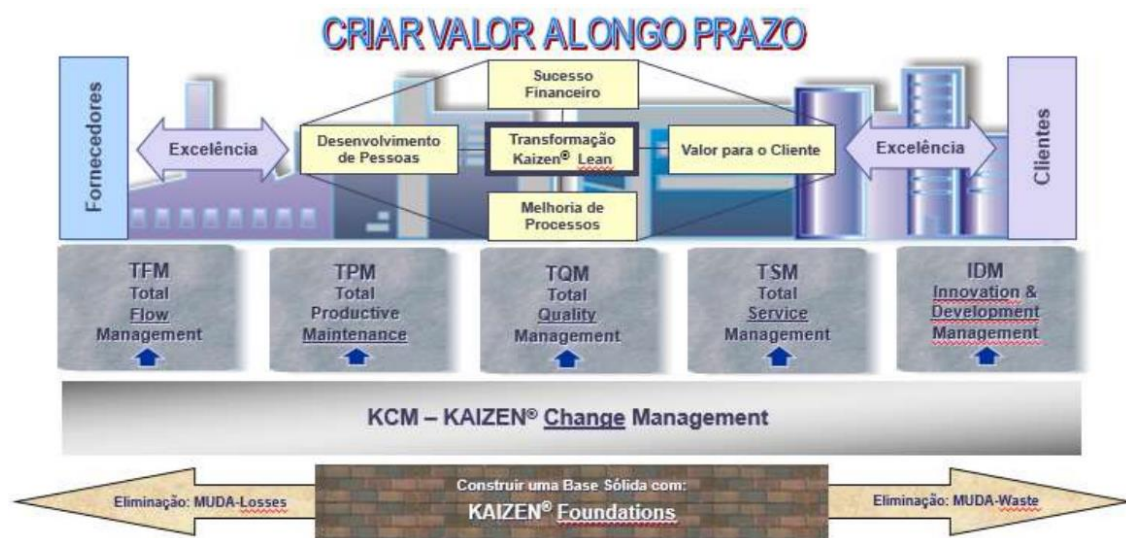 CRIAR VALOR A LONGO PRAZO
Fornecedores
Excelência
Sucesso
Financeiro
Desenvolvimento
de Pessoas
Transformação
Kaizen® Lean
Valor para o Cliente
Melhoria de
Processos
Excelência
Clientes
TFM
Total
Flow
Management
TPM
Total
Productive
Maintenance
TQM
Total
Quality
Management
TSM
Total
Service
Management
IDM
Innovation &
Development
Management
KCM – KAIZEN® Change Management
Eliminação: MUDA-Losses
Construir uma Base Sólida com:
KAIZEN® Foundations
Eliminação: MUDA-Waste